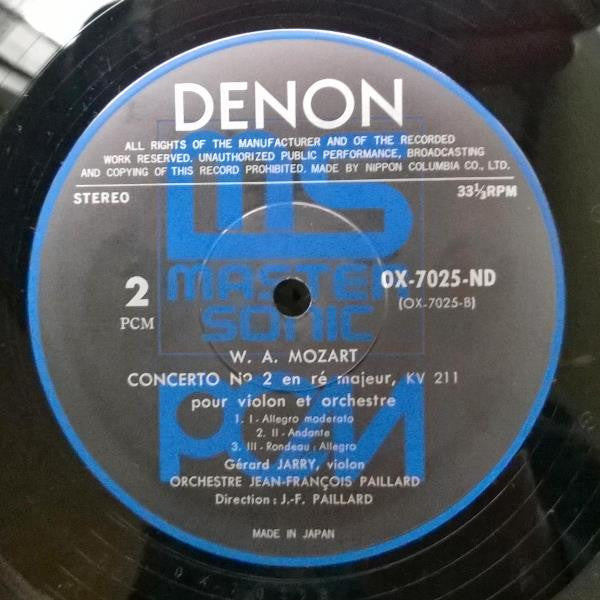 DENON
ALL RIGHTS OF THE MANUFACTURER AND OF THE RECORDED
WORK RESERVED. UNAUTHORIZED PUBLIC PERFORMANCE, BROADCASTING
AND COPYING OF THIS RECORD PROHIBITED. MADE BY NIPPON COLUMBIA CO., LTD.
STEREO 33⅓RPM
MS
MASTER
SONIC
2 OX-7025-ND
PCM (OX-7025-B)
W. A. MOZART
CONCERTO Nº 2 en ré majeur, KV 211
pour violon et orchestre
1. I - Allegro moderato
2. II - Andante
3. III - Rondeau : Allegro
PCM
Gérard JARRY, violon
ORCHESTRE JEAN-FRANÇOIS PAILLARD
Direction : J.-F. PAILLARD
MADE IN JAPAN